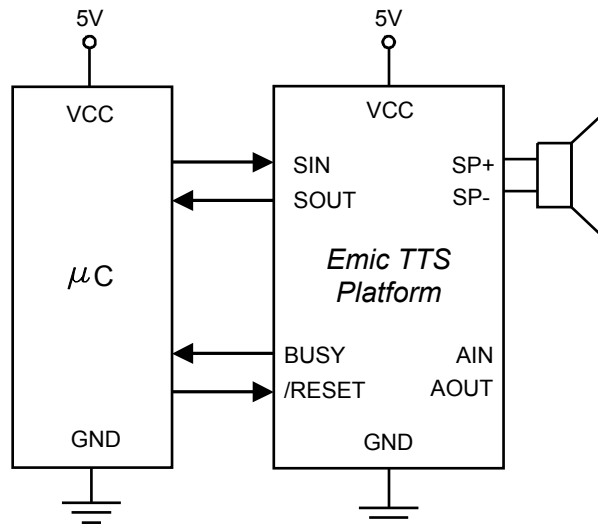 5V
5V
VCC
VCC
SIN
SP+
SOUT
SP-
μC
Emic TTS
Platform
BUSY
AIN
/RESET
AOUT
GND
GND